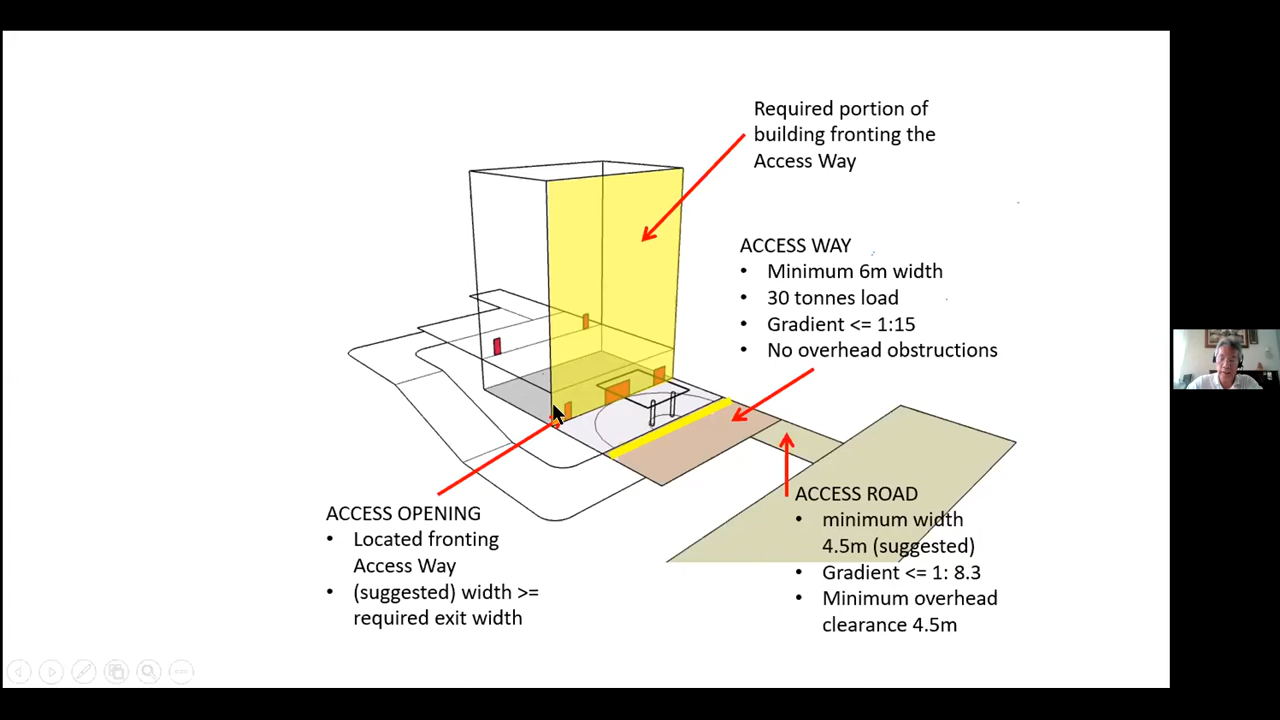 Required portion of
building fronting the
Access Way
ACCESS WAY
• Minimum 6m width
• 30 tonnes load
• Gradient <= 1:15
• No overhead obstructions
ACCESS ROAD
• minimum width
4.5m (suggested)
• Gradient <= 1: 8.3
• Minimum overhead
clearance 4.5m
ACCESS OPENING
• Located fronting
Access Way
• (suggested) width >=
required exit width